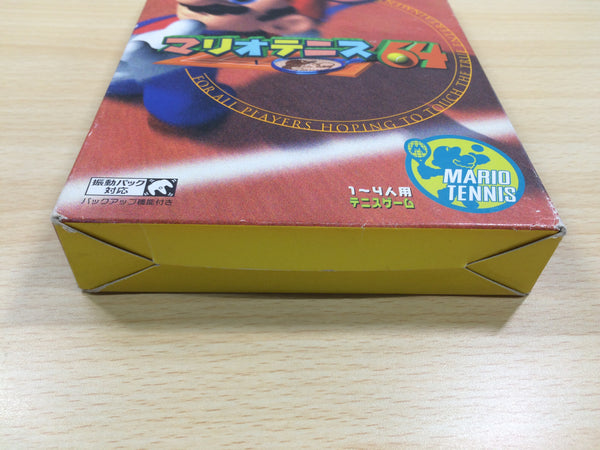 マリオテニス64
FOR ALL PLAYERS HOPING TO TOUCH THE
振動パック
対応
バックアップ機能付き
1〜4人用
テニスゲーム
MARIO
TENNIS